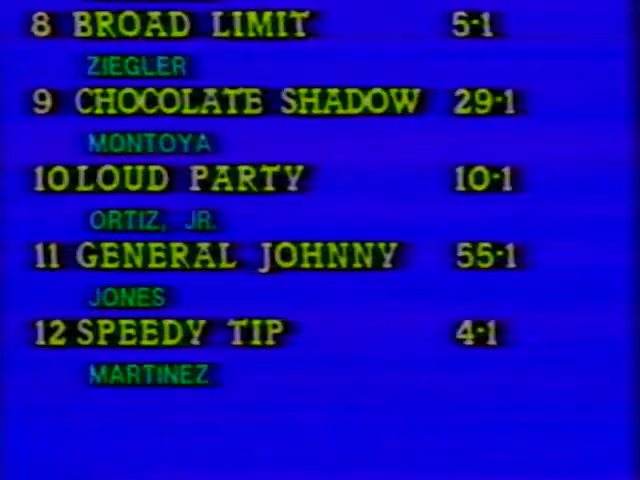 8 BROAD LIMIT 5-1
ZIEGLER
9 CHOCOLATE SHADOW 29-1
MONTOYA
10 LOUD PARTY 10-1
ORTIZ, JR.
11 GENERAL JOHNNY 55-1
JONES
12 SPEEDY TIP 4-1
MARTINEZ